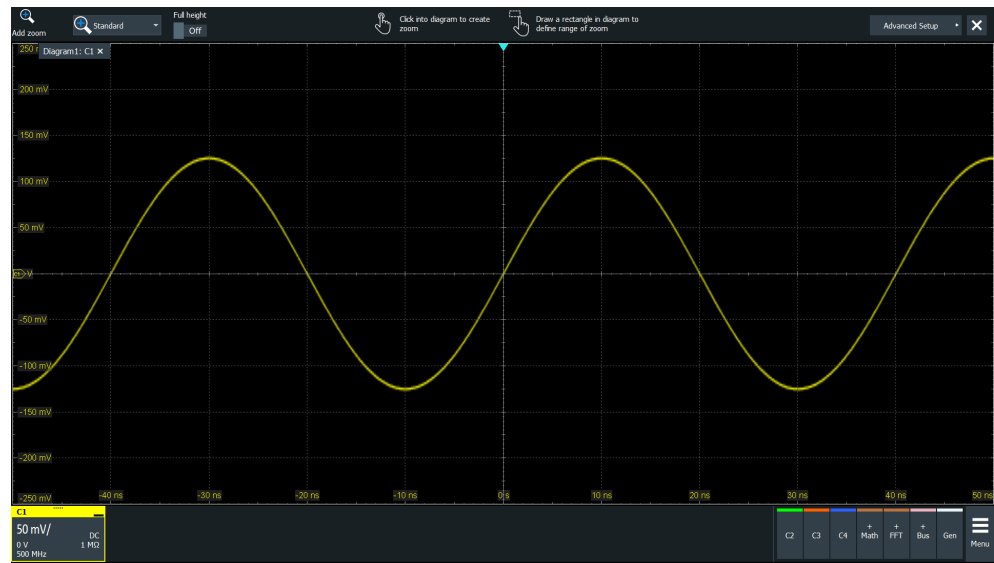 Add zoom
Standard
Full height
Off
Click into diagram to create
zoom
Draw a rectangle in diagram to
define range of zoom
Advanced Setup
Diagram1: C1 ×
200 mV
150 mV
100 mV
50 mV
V
-50 mV
-100 mV
-150 mV
-200 mV
-250 mV
-40 ns
-30 ns
-20 ns
-10 ns
0 s
10 ns
20 ns
30 ns
40 ns
50 ns
C1
50 mV/
DC
0 V
1 MΩ
500 MHz
C2
C3
C4
+
Math
+
FFT
+
Bus
Gen
Menu